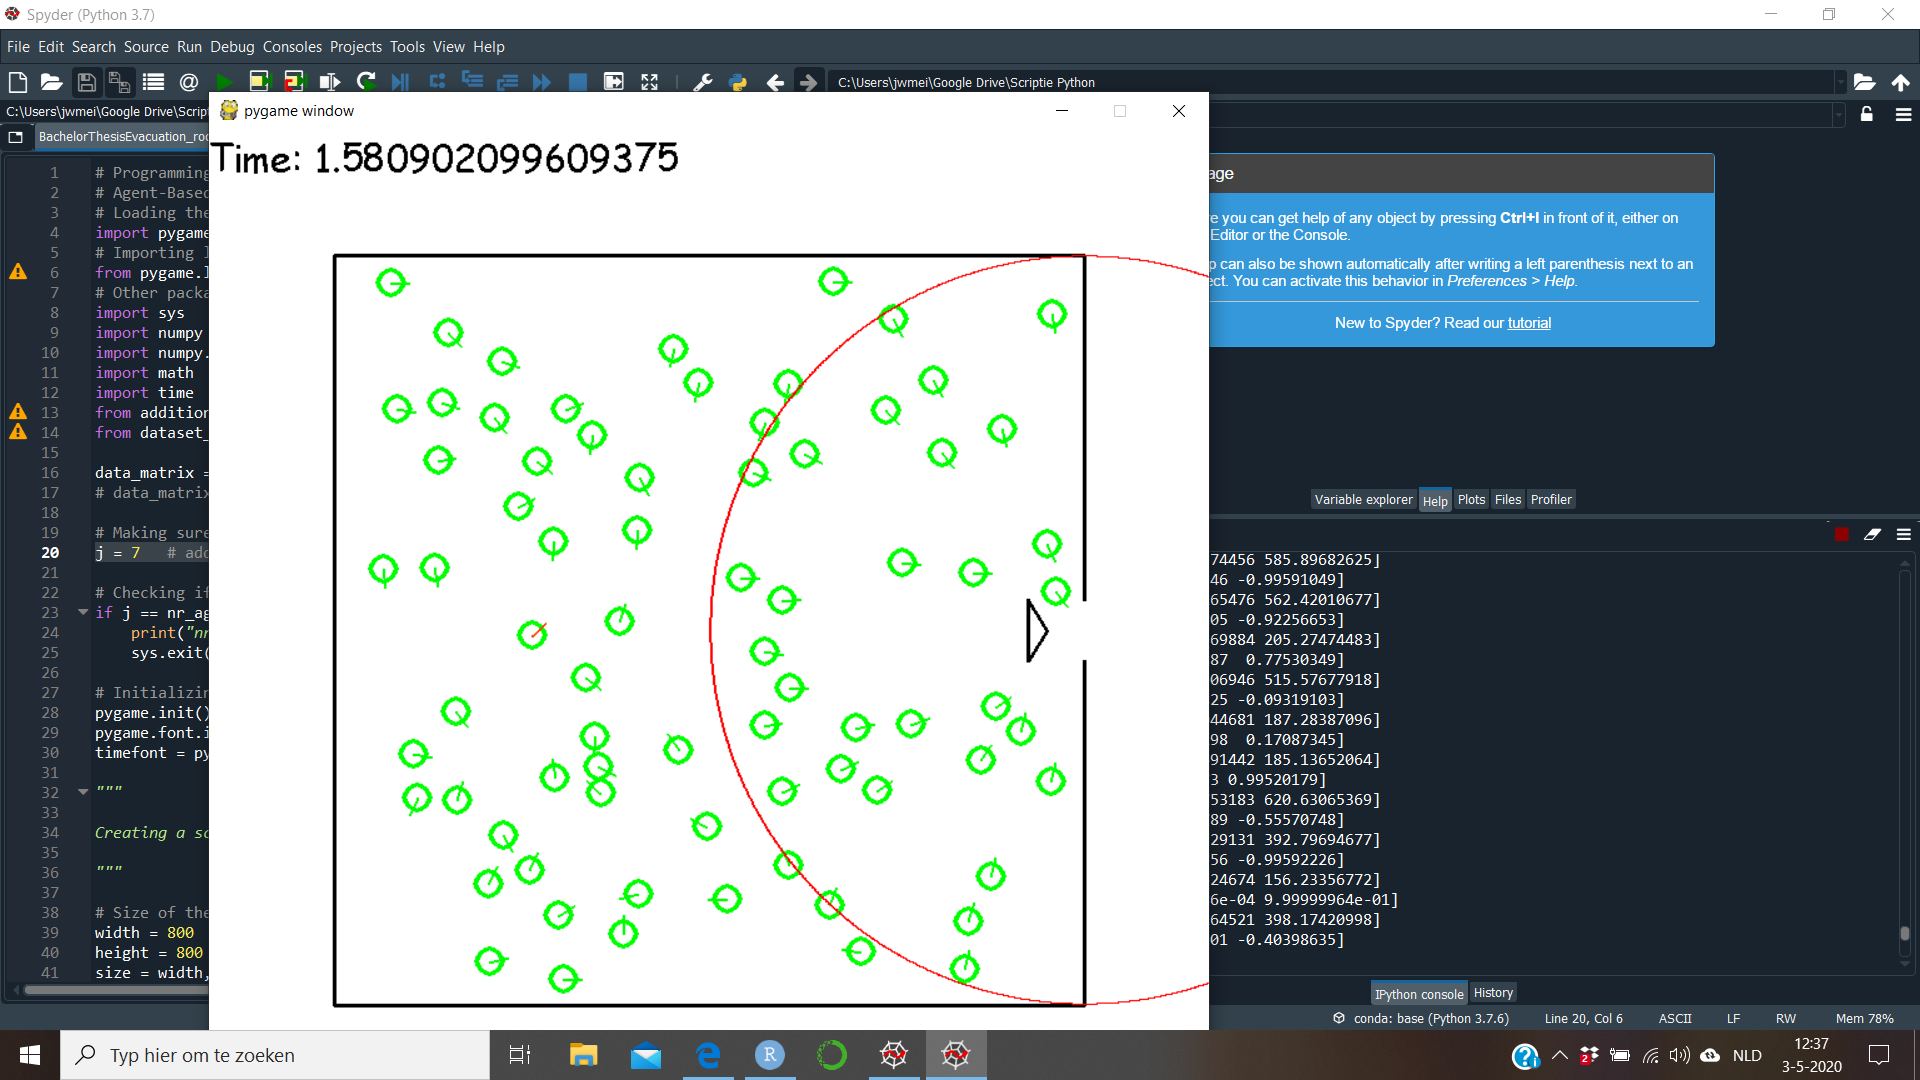 Spyder (Python 3.7)
File Edit Search Source Run Debug Consoles Projects Tools View Help
C:\Users\jwmei\Google Drive\Scriptie Python
C:\Users\jwmei\Google Drive\Script
BachelorThesisEvacuation_roo
pygame window
Time: 1.580902099609375
1 # Programming
2 # Agent-Based
3 # Loading the
4 import pygame
5 # Importing l
6 from pygame.l
7 # Other packa
8 import sys
9 import numpy
10 import numpy.
11 import math
12 import time
13 from addition
14 from dataset_
15
16 data_matrix =
17 # data_matrix
18
19 # Making sure
20 j = 7 # add
21
22 # Checking if
23 if j == nr_ag
24 print("nr
25 sys.exit(
26
27 # Initializin
28 pygame.init()
29 pygame.font.i
30 timefont = py
31
32 """
33
34 Creating a sc
35
36 """
37
38 # Size of the
39 width = 800
40 height = 800
41 size = width,
age
e you can get help of any object by pressing Ctrl+I in front of it, either on
Editor or the Console.
p can also be shown automatically after writing a left parenthesis next to an
ect. You can activate this behavior in Preferences > Help.
New to Spyder? Read our tutorial
Variable explorer Help Plots Files Profiler
74456 585.89682625]
46 -0.99591049]
65476 562.42010677]
05 -0.92256653]
69884 205.27474483]
87 0.77530349]
06946 515.57677918]
25 -0.09319103]
44681 187.28387096]
98 0.17087345]
91442 185.13652064]
3 0.99520179]
53183 620.63065369]
89 -0.55570748]
29131 392.79694677]
56 -0.99592226]
24674 156.23356772]
6e-04 9.99999964e-01]
64521 398.17420998]
01 -0.40398635]
IPython console History
conda: base (Python 3.7.6) Line 20, Col 6 ASCII LF RW Mem 78%
Typ hier om te zoeken
R
NLD
12:37
3-5-2020